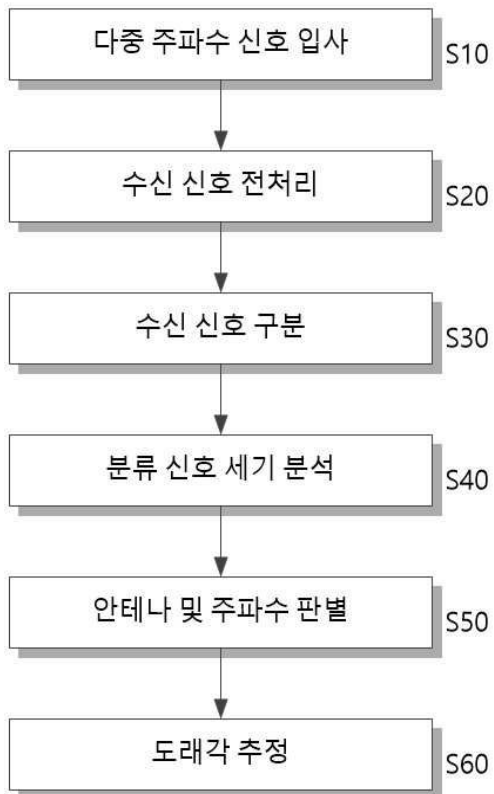 다중 주파수 신호 입사
S10
수신 신호 전처리
S20
수신 신호 구분
S30
분류 신호 세기 분석
S40
안테나 및 주파수 판별
S50
도래각 추정
S60